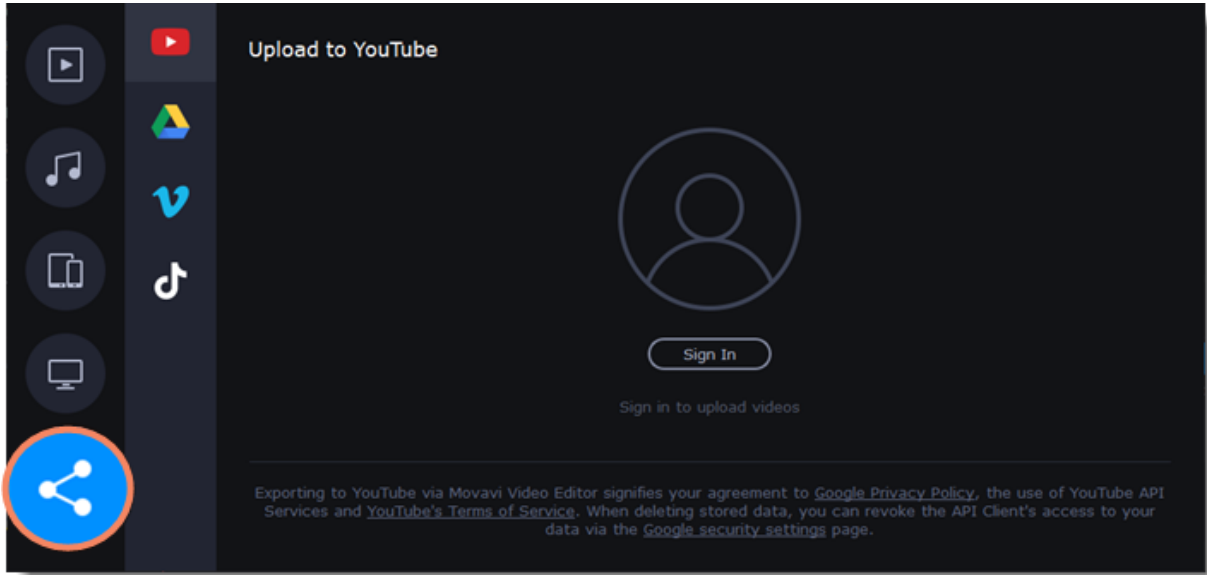 Upload to YouTube
Sign In
Sign in to upload videos
Exporting to YouTube via Movavi Video Editor signifies your agreement to Google Privacy Policy, the use of YouTube API
Services and YouTube's Terms of Service. When deleting stored data, you can revoke the API Client's access to your
data via the Google security settings page.